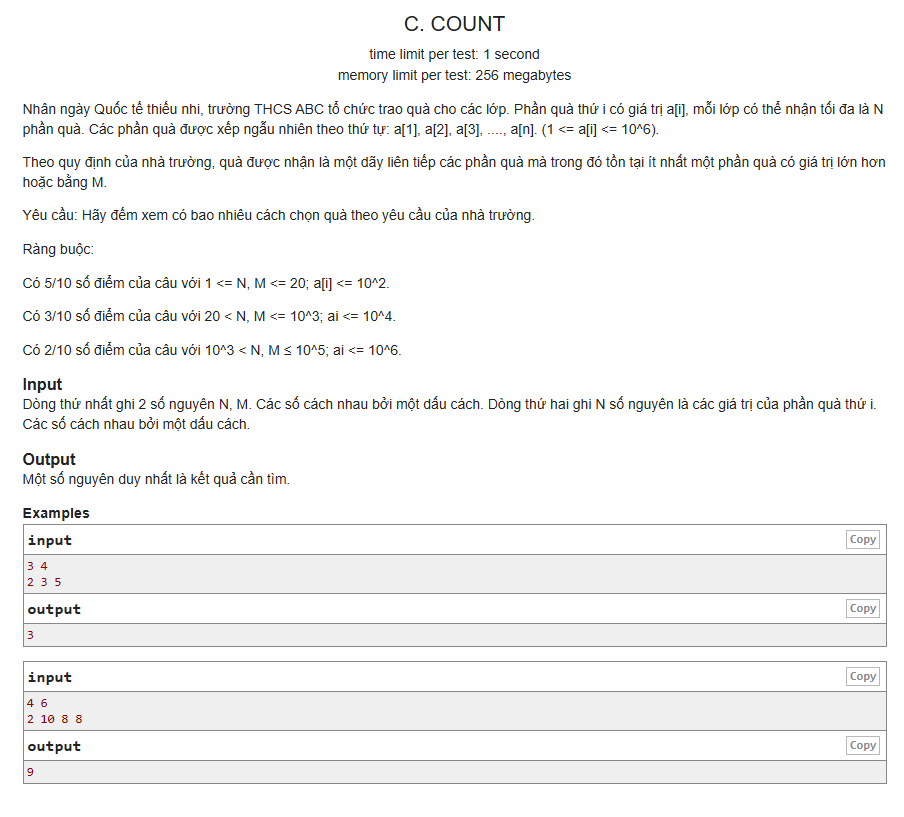 C. COUNT
time limit per test: 1 second
memory limit per test: 256 megabytes
Nhân ngày Quốc tế thiếu nhi, trường THCS ABC tổ chức trao quà cho các lớp. Phần quà thứ i có giá trị a[i], mỗi lớp có thể nhận tối đa là N
phần quà. Các phần quà được xếp ngẫu nhiên theo thứ tự: a[1], a[2], a[3], ...., a[n]. (1 <= a[i] <= 10^6).
Theo quy định của nhà trường, quà được nhận là một dãy liên tiếp các phần quà mà trong đó tồn tại ít nhất một phần quà có giá trị lớn hơn
hoặc bằng M.
Yêu cầu: Hãy đếm xem có bao nhiêu cách chọn quà theo yêu cầu của nhà trường.
Ràng buộc:
Có 5/10 số điểm của câu với 1 <= N, M <= 20; a[i] <= 10^2.
Có 3/10 số điểm của câu với 20 < N, M <= 10^3; ai <= 10^4.
Có 2/10 số điểm của câu với 10^3 < N, M ≤ 10^5; ai <= 10^6.
Input
Dòng thứ nhất ghi 2 số nguyên N, M. Các số cách nhau bởi một dấu cách. Dòng thứ hai ghi N số nguyên là các giá trị của phần quà thứ i.
Các số cách nhau bởi một dấu cách.
Output
Một số nguyên duy nhất là kết quả cần tìm.
Examples
input Copy
3 4
2 3 5
output Copy
3
input Copy
4 6
2 10 8 8
output Copy
9